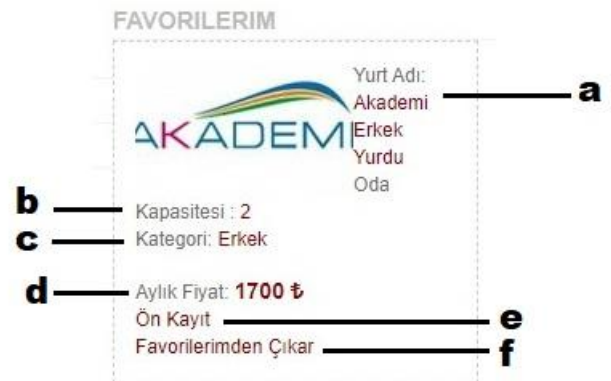 FAVORILERIM
AKADEMI
Yurt Adı:
Akademi
Erkek
Yurdu
Oda
a
b
Kapasitesi : 2
c
Kategori: Erkek
d
Aylık Fiyat: 1700 ₺
Ön Kayıt
e
Favorilerimden Çıkar
f